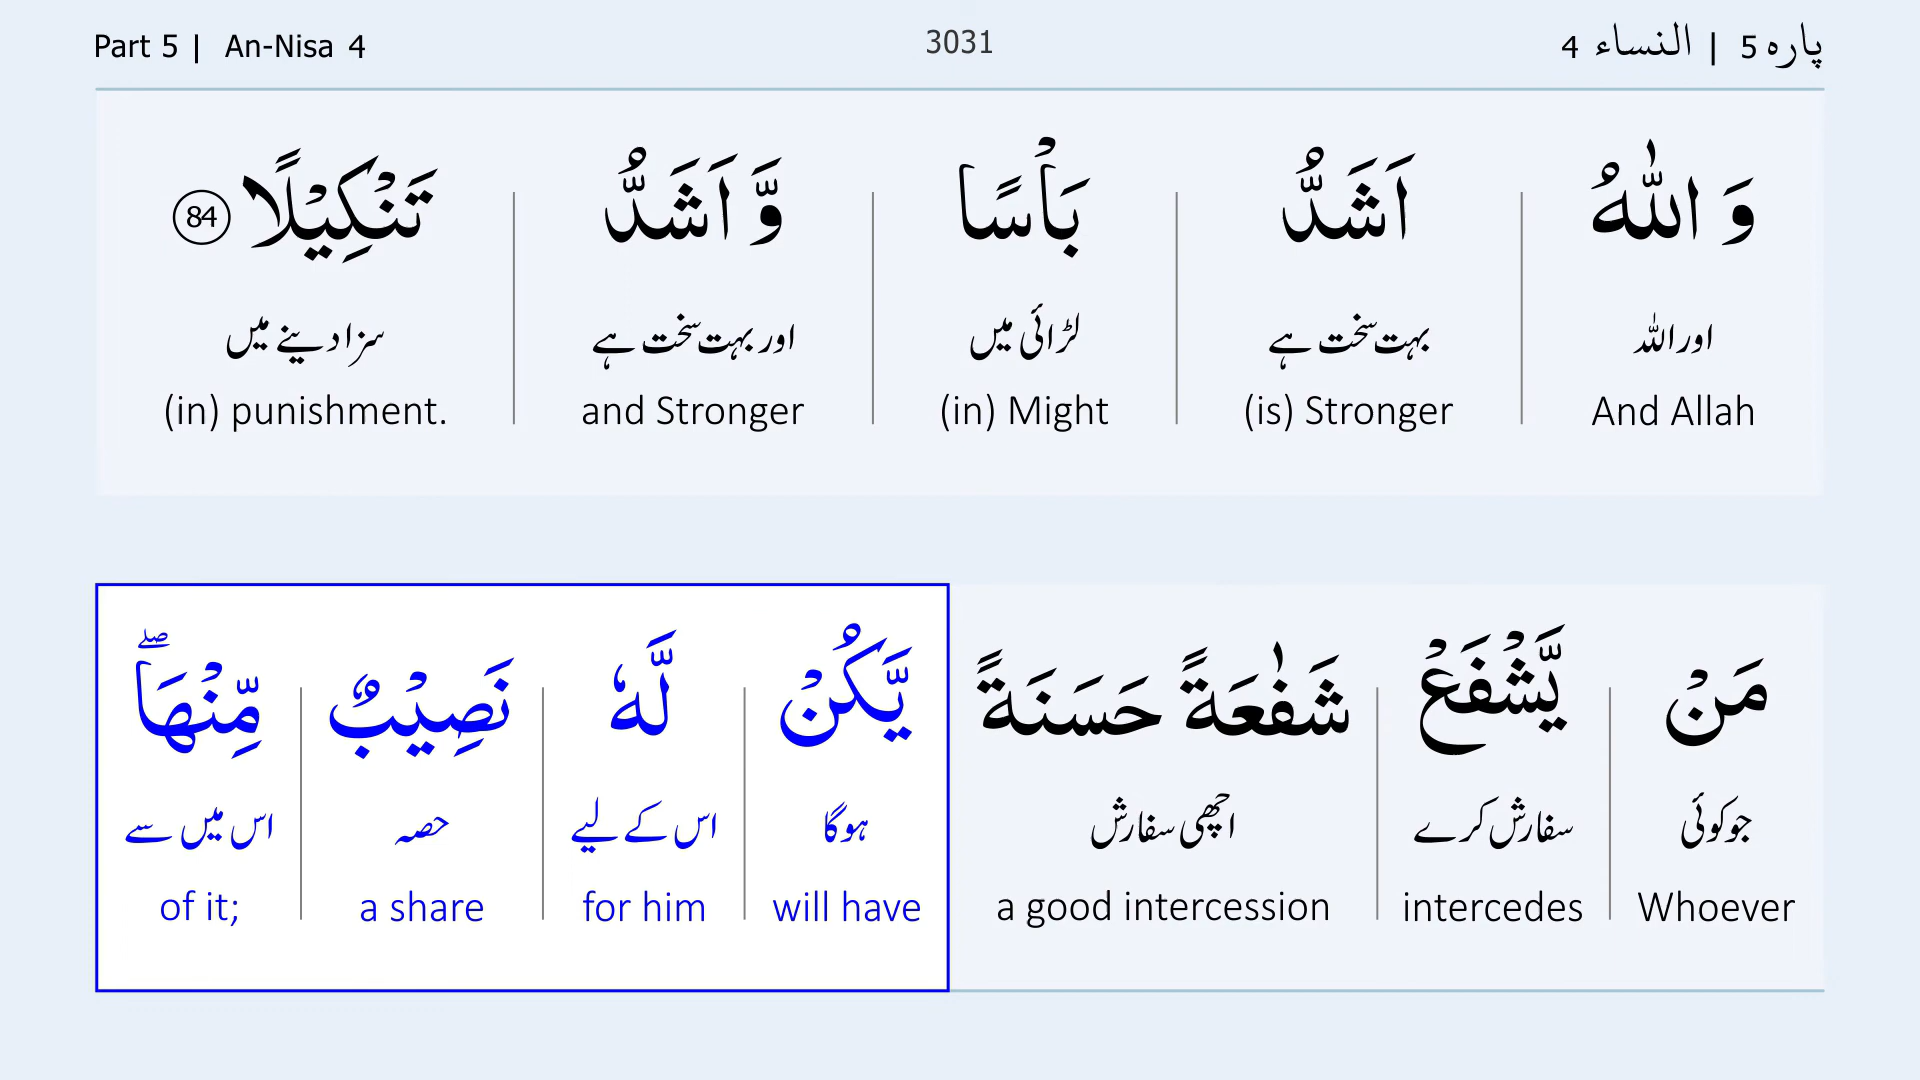 Part 5 | An-Nisa 4
3031
پارہ 5 | النساء 4
وَ اللّٰهُ اَشَدُّ بَاْسًا وَّ اَشَدُّ تَنْكِیْلًا 84
اور اللہ بہت سخت ہے لڑائی میں اور بہت سخت ہے سزا دینے میں
And Allah (is) Stronger (in) Might and Stronger (in) punishment.
مَنْ یَّشْفَعْ شَفٰعَةً حَسَنَةً یَّكُنْ لَّهٗ نَصِیْبٌ مِّنْهَاۖ
جو کوئی سفارش کرے اچھی سفارش ہوگا اس کے لیے حصہ اس میں سے
Whoever intercedes a good intercession will have for him a share of it;